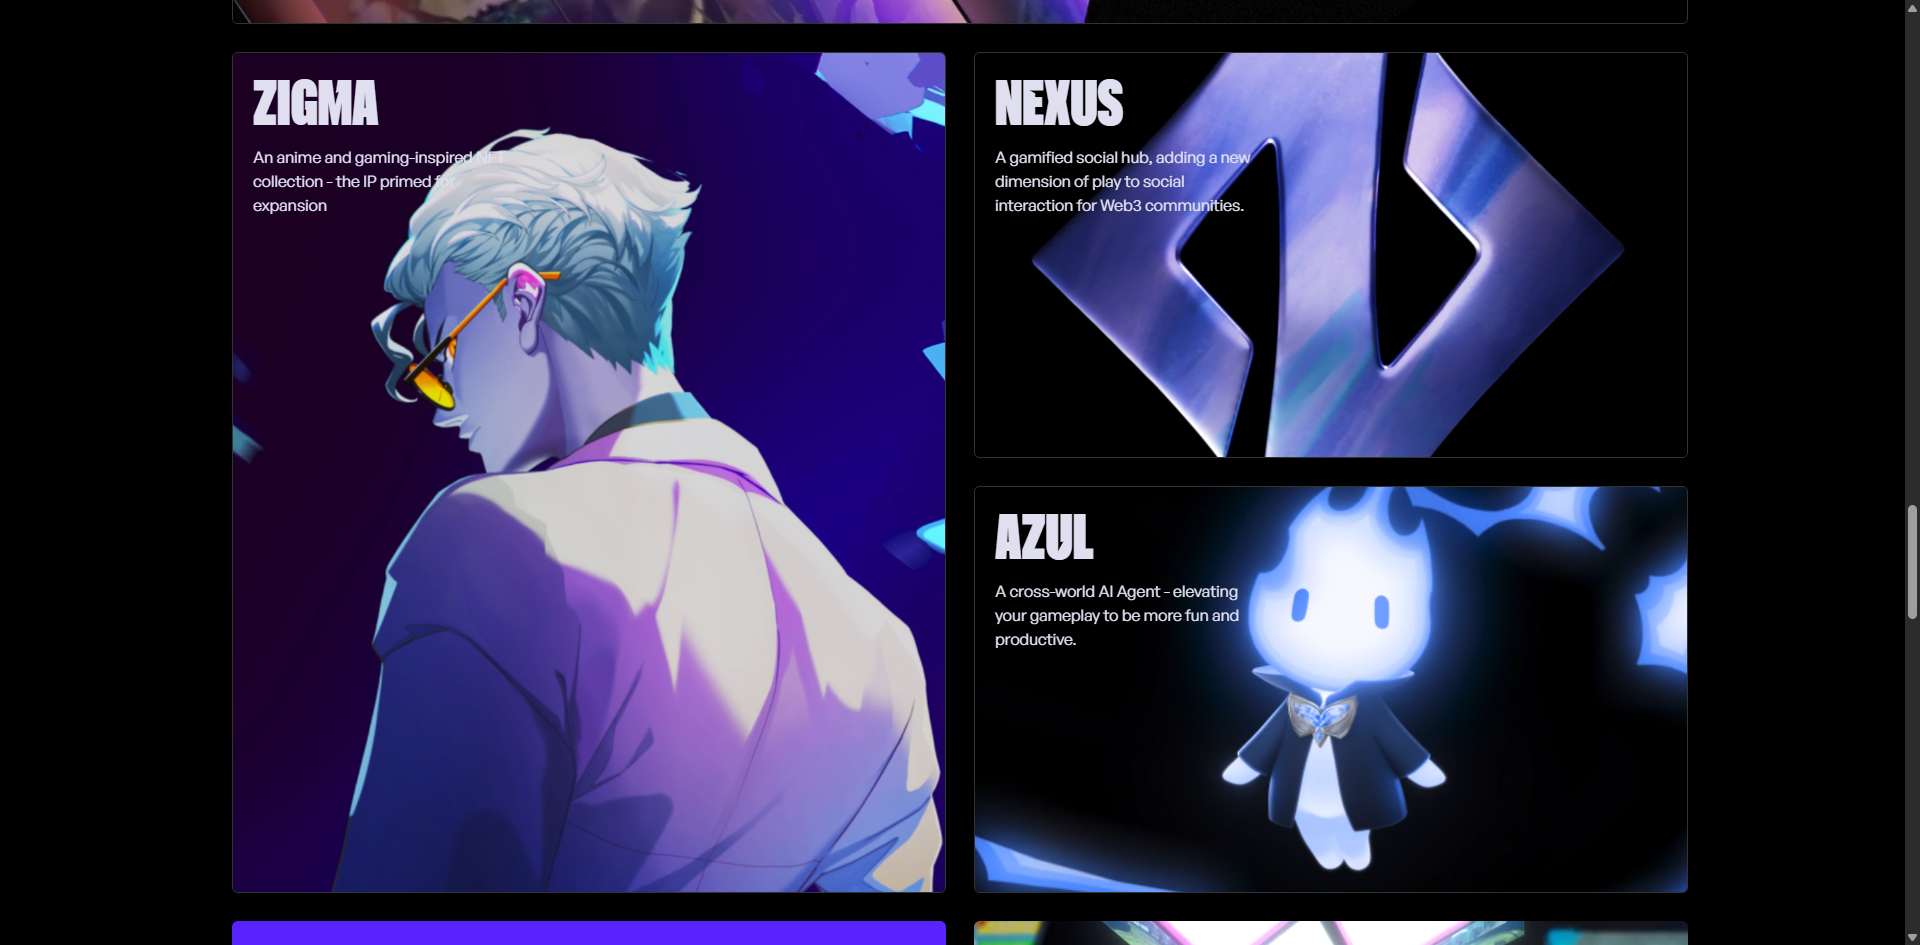 ZIGMA
An anime and gaming-inspired NFT
collection - the IP primed for
expansion
NEXUS
A gamified social hub, adding a new
dimension of play to social
interaction for Web3 communities.
AZUL
A cross-world AI Agent - elevating
your gameplay to be more fun and
productive.